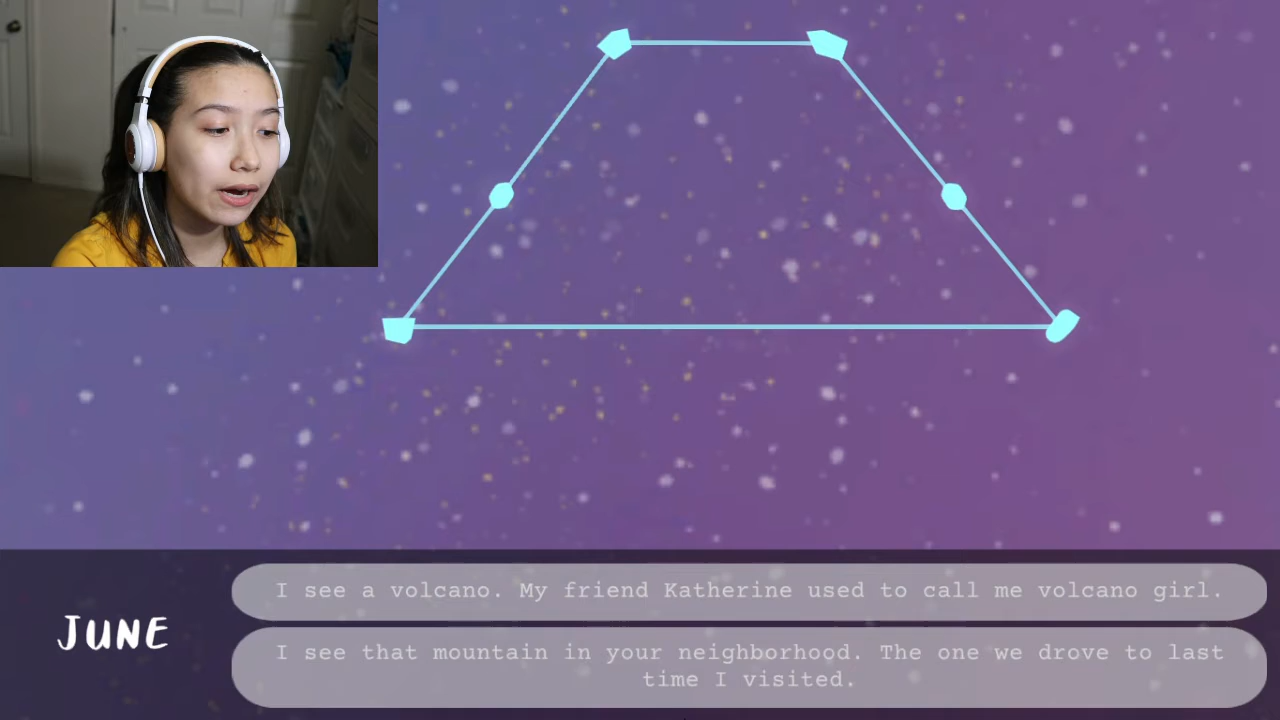 JUNE
I see a volcano. My friend Katherine used to call me volcano girl.
I see that mountain in your neighborhood. The one we drove to last
time I visited.